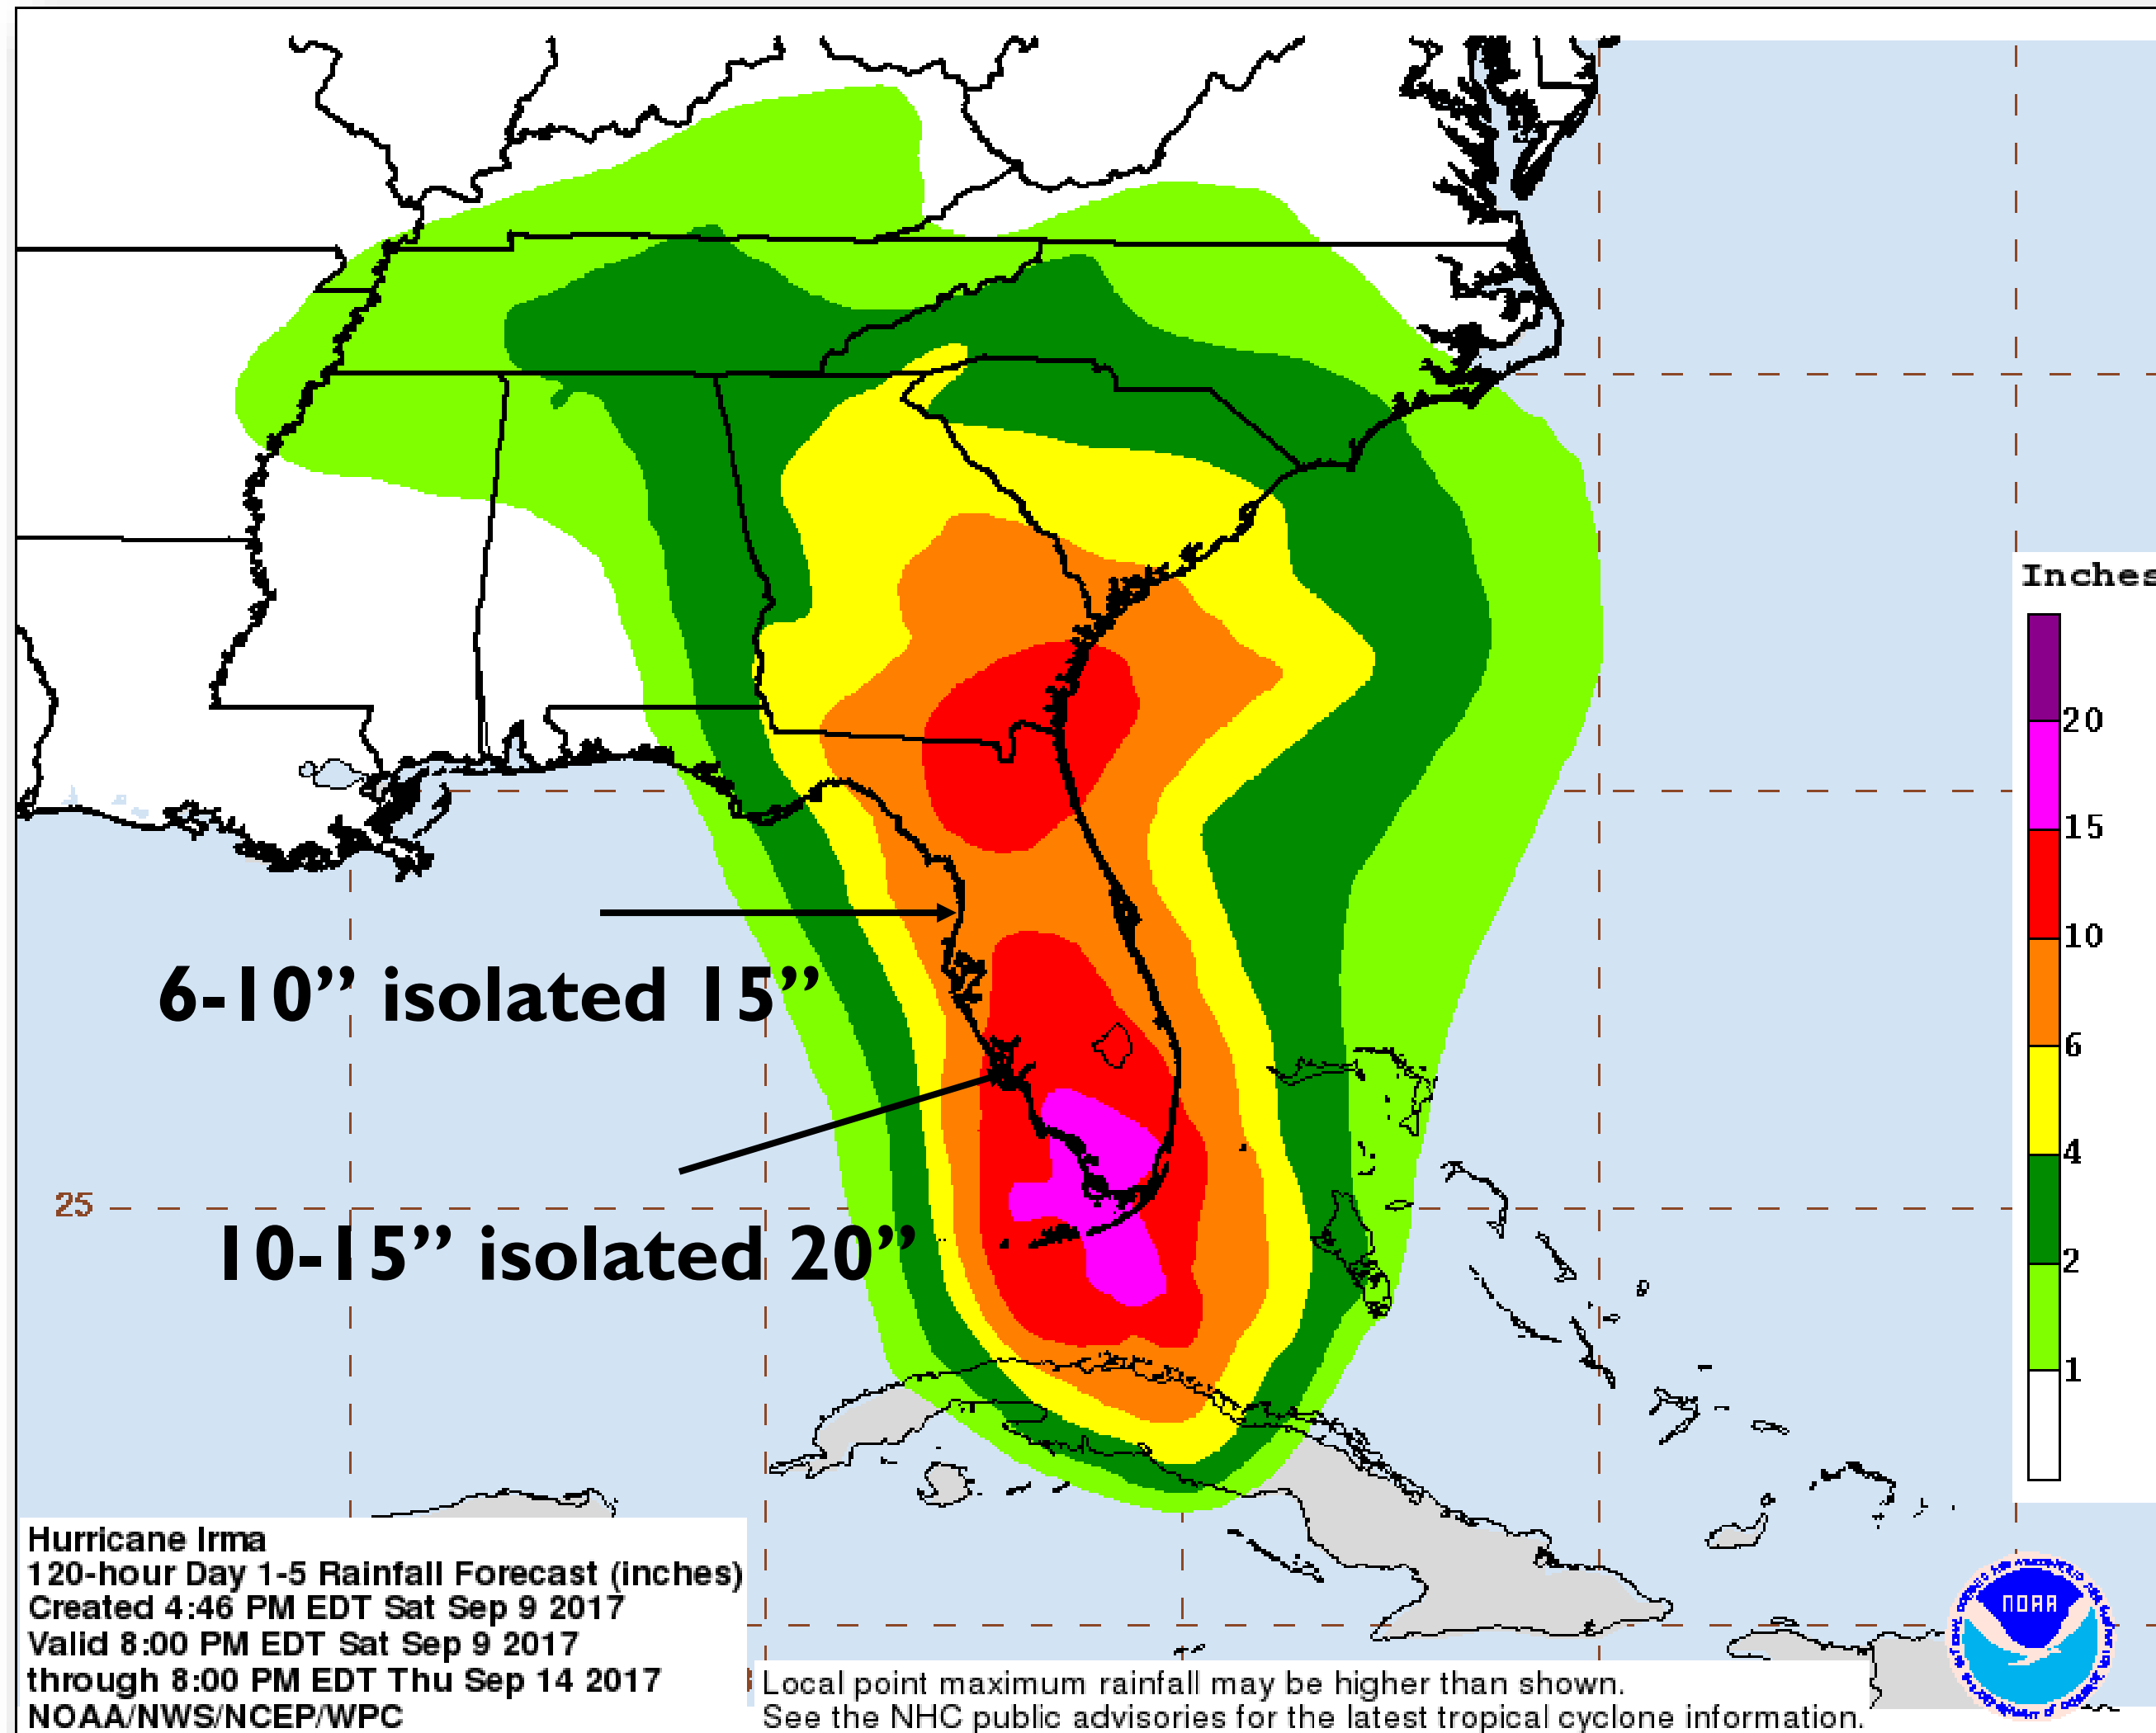 Inches
20
15
10
6
4
2
1
6-10” isolated 15”
25
10-15” isolated 20”
Hurricane Irma
120-hour Day 1-5 Rainfall Forecast (inches)
Created 4:46 PM EDT Sat Sep 9 2017
Valid 8:00 PM EDT Sat Sep 9 2017
through 8:00 PM EDT Thu Sep 14 2017
NOAA/NWS/NCEP/WPC
Local point maximum rainfall may be higher than shown.
See the NHC public advisories for the latest tropical cyclone information.
NOAA